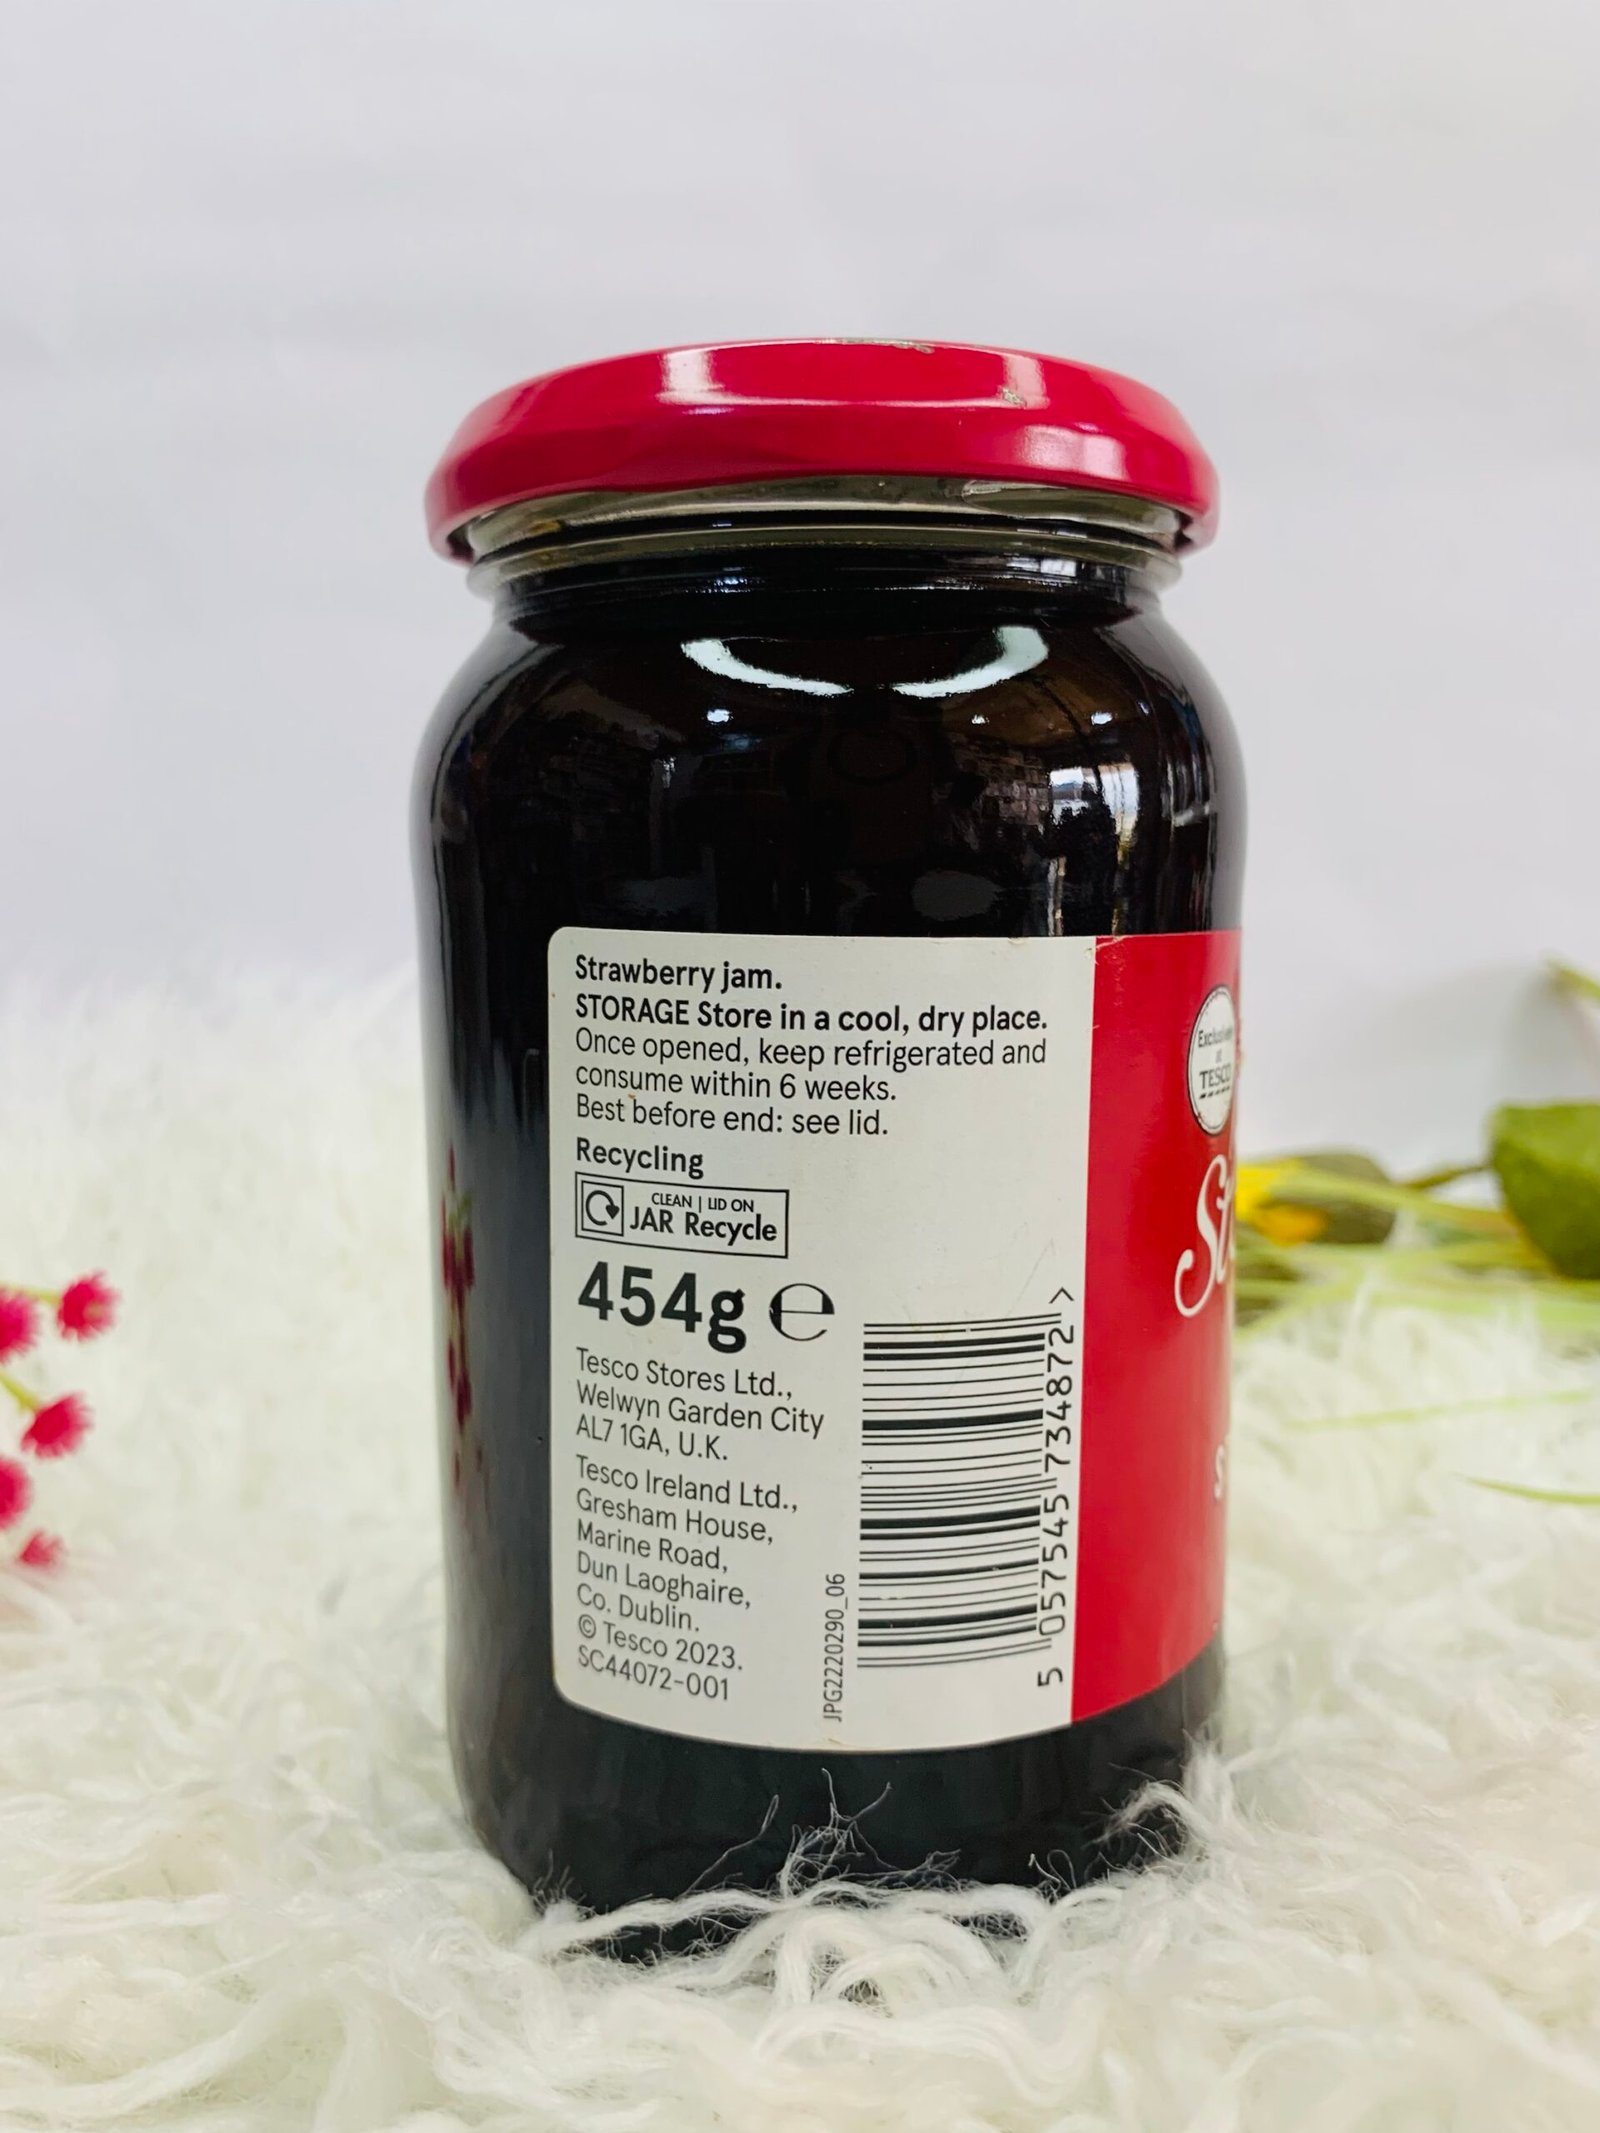 Strawberry jam.
STORAGE Store in a cool, dry place.
Once opened, keep refrigerated and
consume within 6 weeks.
Best before end: see lid.
Recycling
CLEAN | LID ON
JAR Recycle
454g ℮
Tesco Stores Ltd.,
Welwyn Garden City
AL7 1GA, U.K.
Tesco Ireland Ltd.,
Gresham House,
Marine Road,
Dun Laoghaire,
Co. Dublin.
© Tesco 2023.
SC44072-001
JPG2220290_06
5 057545 734872 >
Exclusively
at
TESCO
St
S